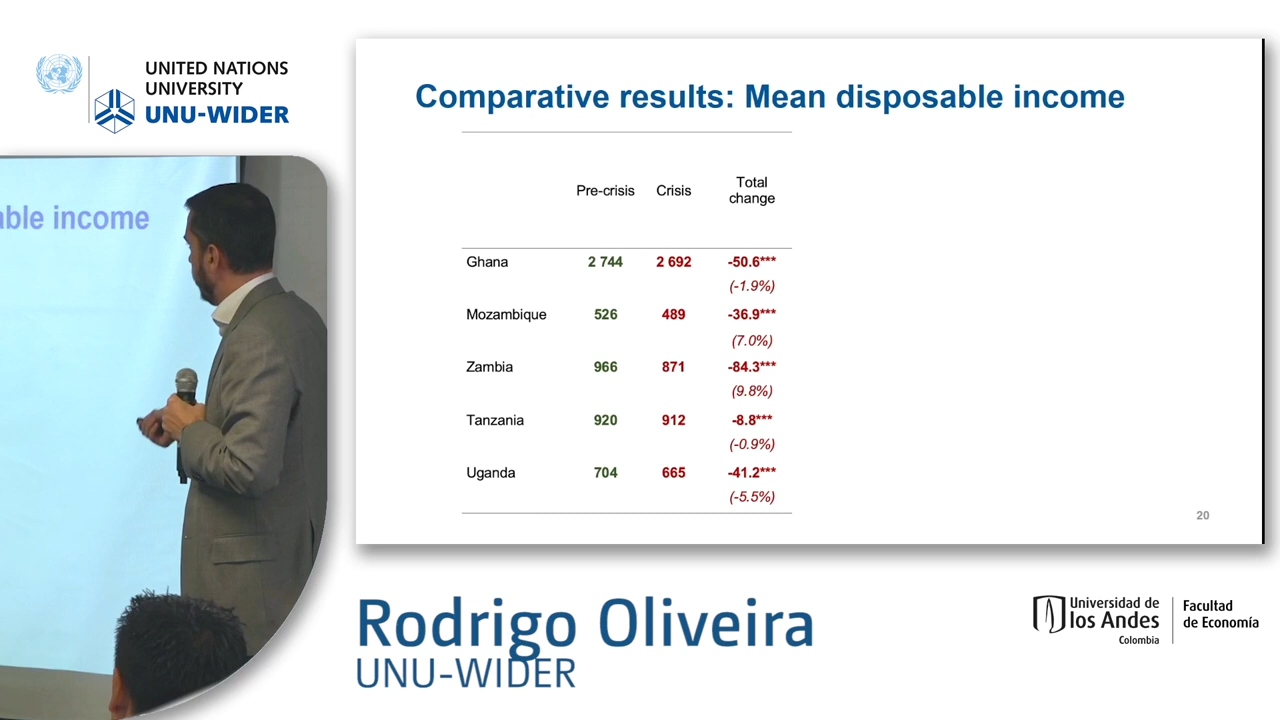 UNITED NATIONS
UNIVERSITY
UNU-WIDER
able income
Comparative results: Mean disposable income
Pre-crisis Crisis Total change
Ghana 2 744 2 692 -50.6***
(-1.9%)
Mozambique 526 489 -36.9***
(7.0%)
Zambia 966 871 -84.3***
(9.8%)
Tanzania 920 912 -8.8***
(-0.9%)
Uganda 704 665 -41.2***
(-5.5%)
20
Rodrigo Oliveira
UNU-WIDER
Universidad de
los Andes
Colombia
Facultad
de Economía